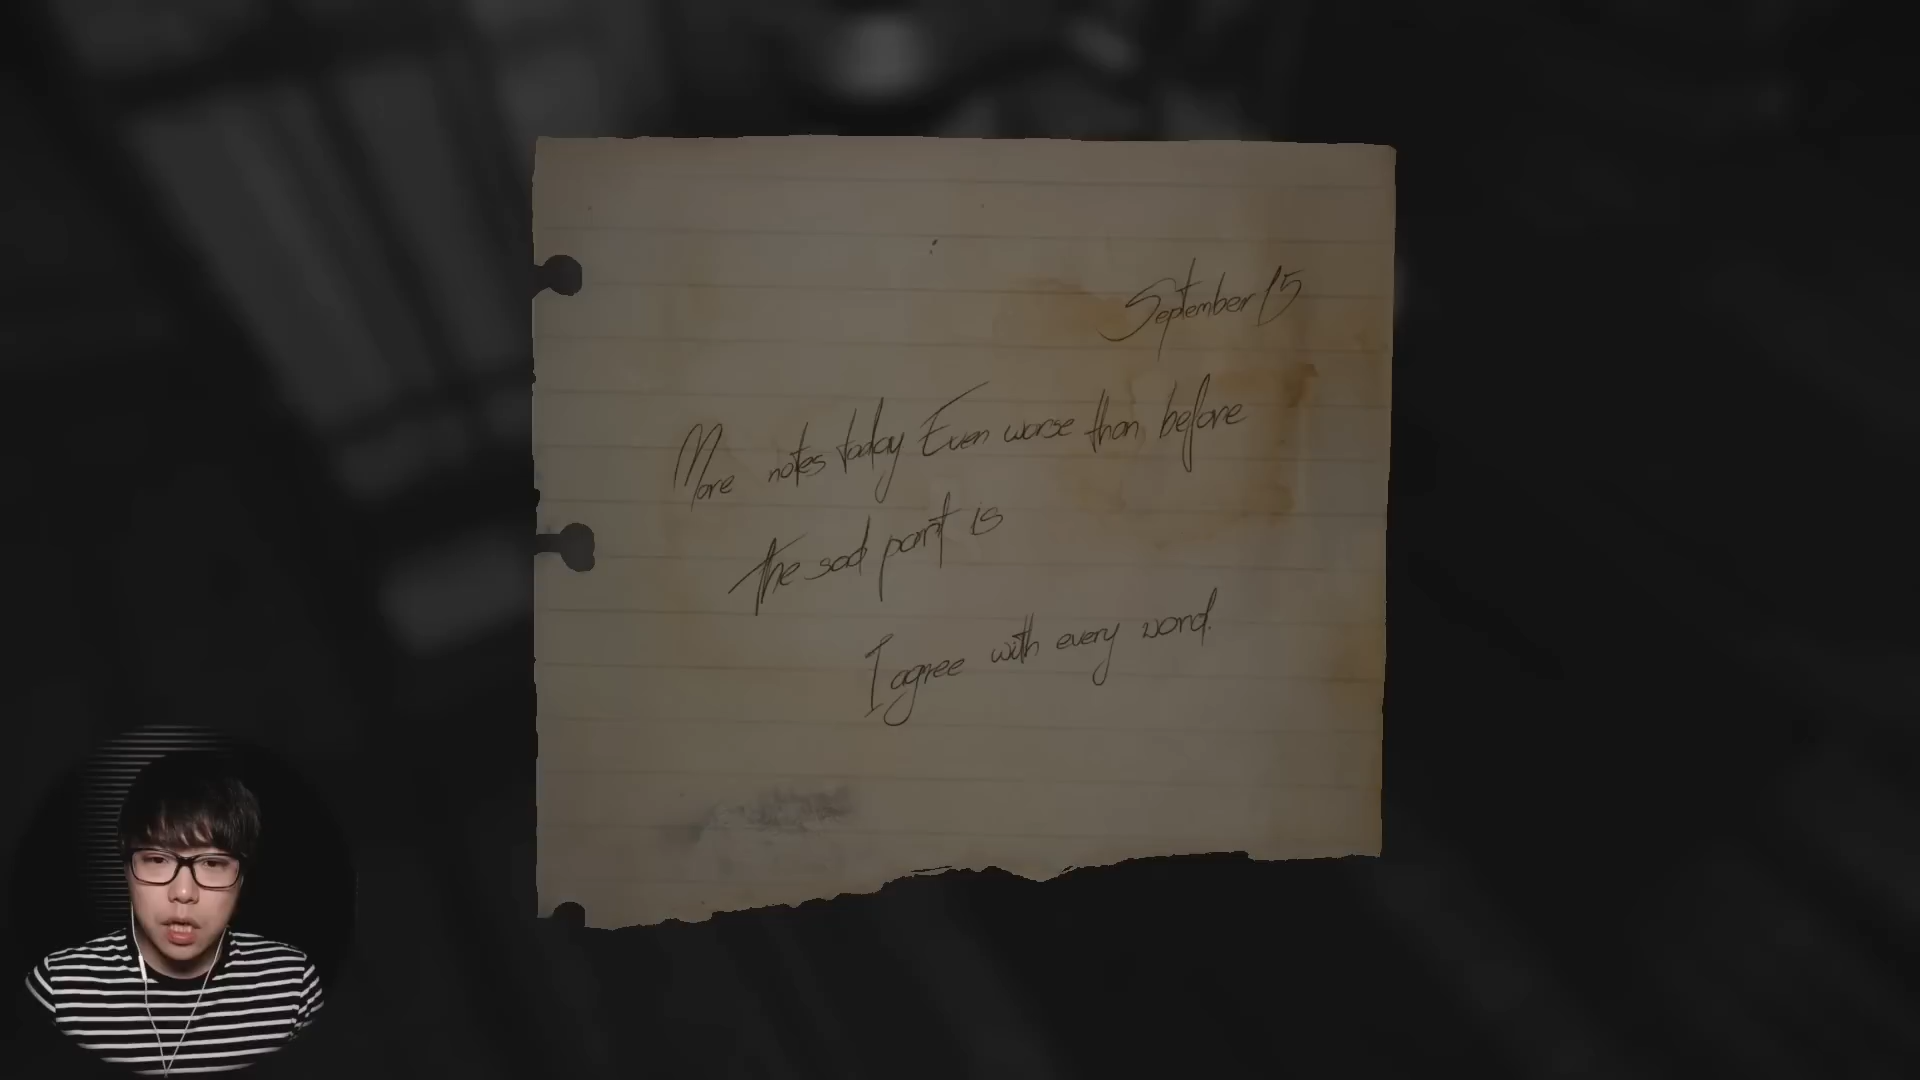 September 15
More notes today Even worse than before
the sad part is
I agree with every word.